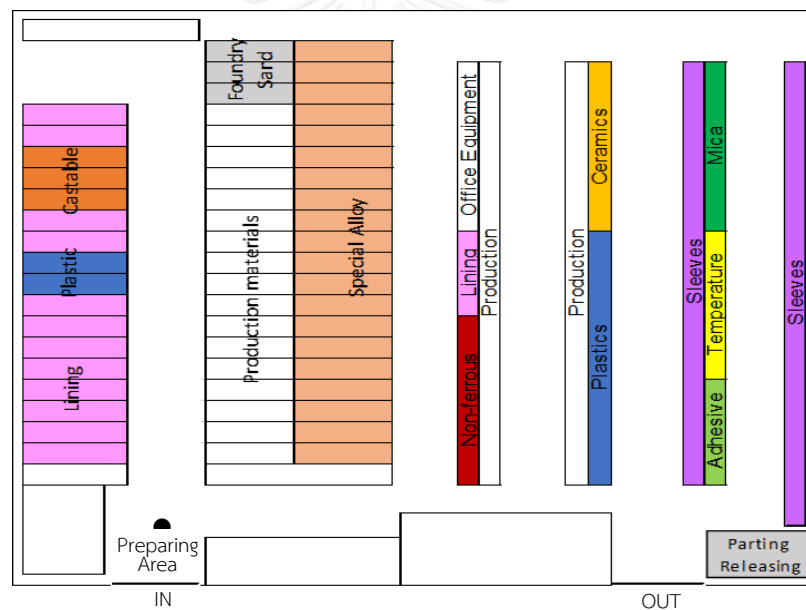 Foundry
Sand
Castable
Plastic
Lining
Production materials
Special Alloy
Office Equipment
Lining
Non-ferrous
Production
Production
Ceramics
Plastics
Sleeves
Mica
Temperature
Adhesive
Sleeves
Preparing
Area
Parting
Releasing
IN
OUT